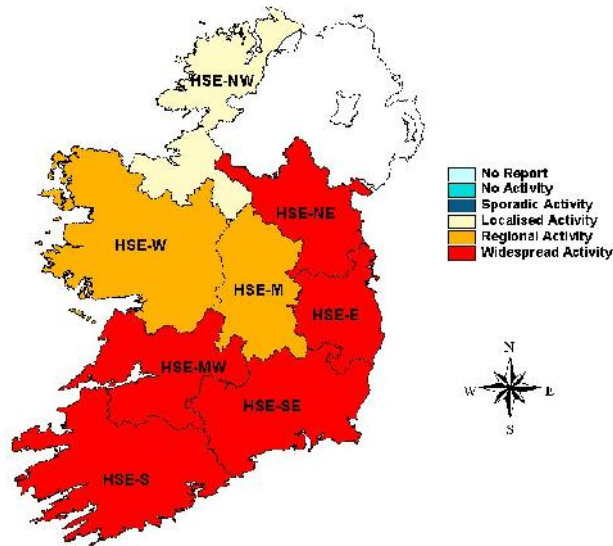 HSE-NW
No Report
No Activity
Sporadic Activity
Localised Activity
Regional Activity
Widespread Activity
HSE-NE
HSE-W
HSE-M
HSE-E
HSE-MW
HSE-SE
HSE-S
N
W E
S